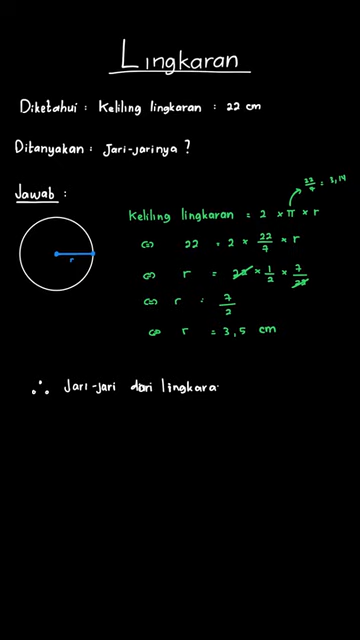 Lingkaran
Diketahui : Keliling lingkaran : 22 cm
Ditanyakan : Jari-jarinya ?
Jawab :
22/7 = 3,14
Keliling lingkaran = 2 × π × r
⇔ 22 = 2 × 22/7 × r
⇔ r = 22 × 1/2 × 7/22
⇔ r = 7/2
⇔ r = 3,5 cm
r
∴ Jari-jari dari lingkara